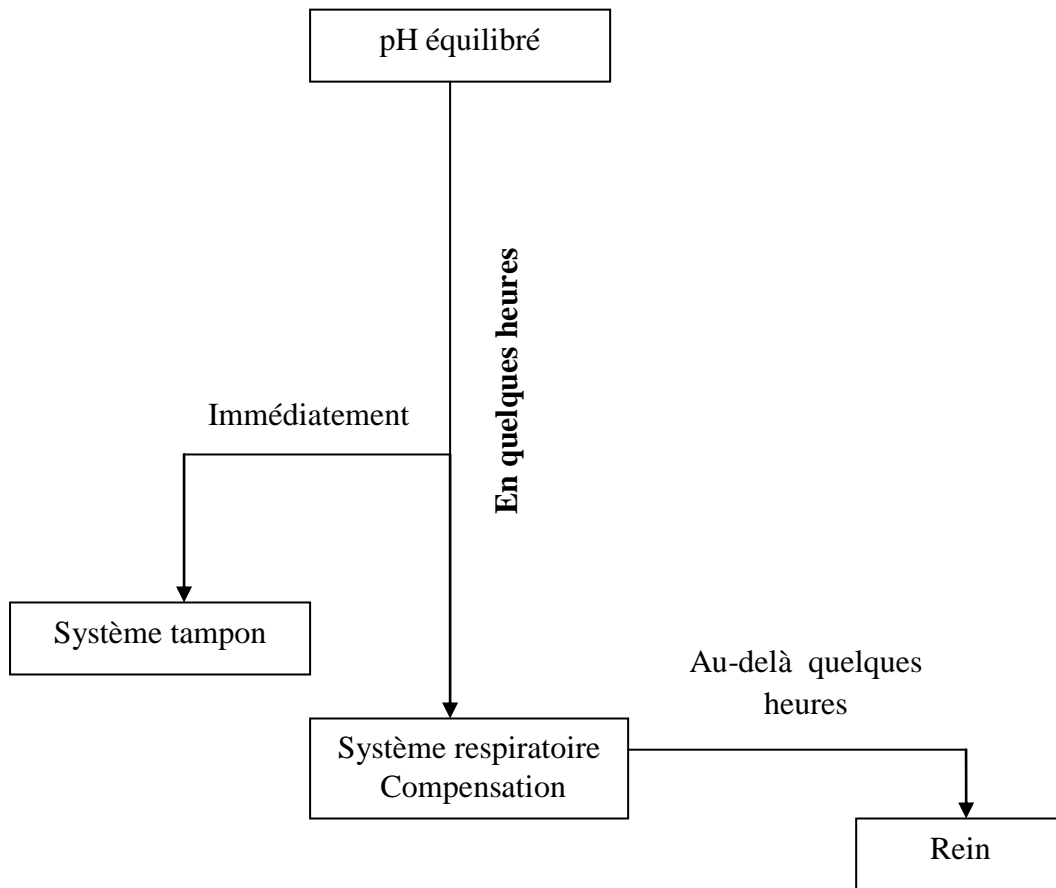 pH équilibré
En quelques heures
Immédiatement
Système tampon
Au-delà quelques
heures
Système respiratoire
Compensation
Rein